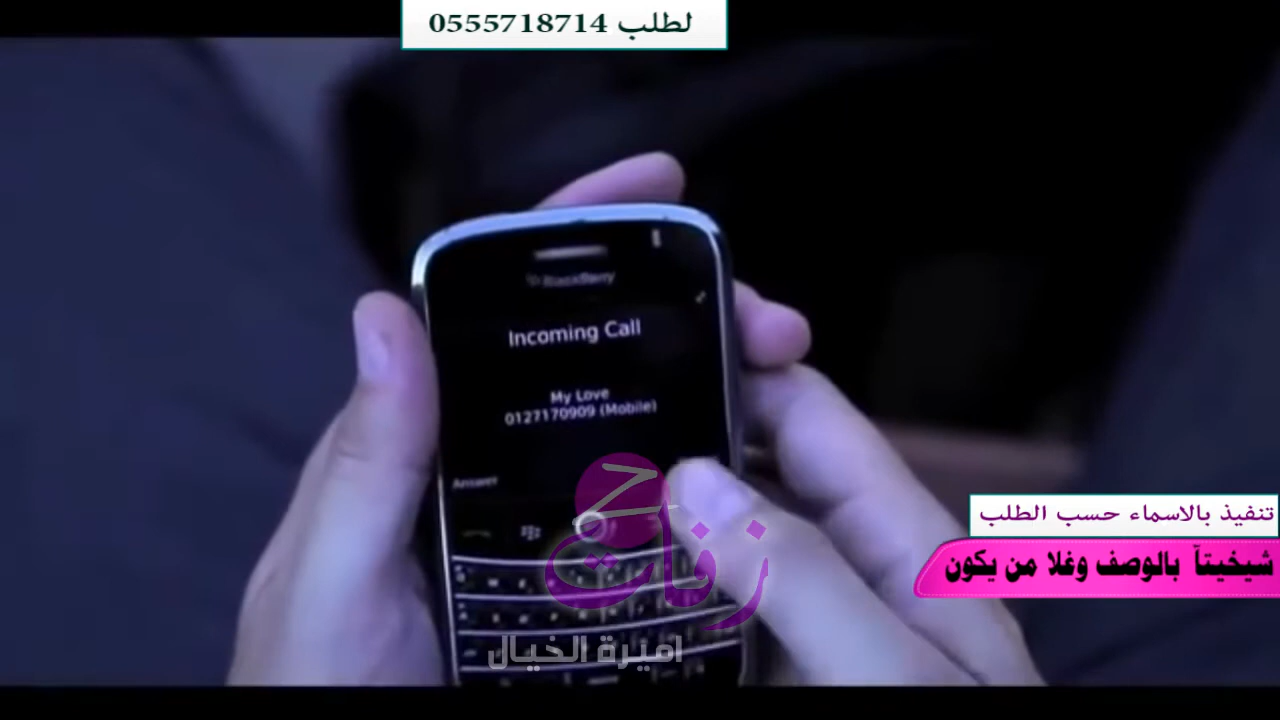 لطلب 0555718714
BlackBerry
Incoming Call
My Love
0127170909 (Mobile)
Answer
تنفيذ بالاسماء حسب الطلب
شيخيتآ بالوصف وغلا من يكون
زفات
اميرة الخيال